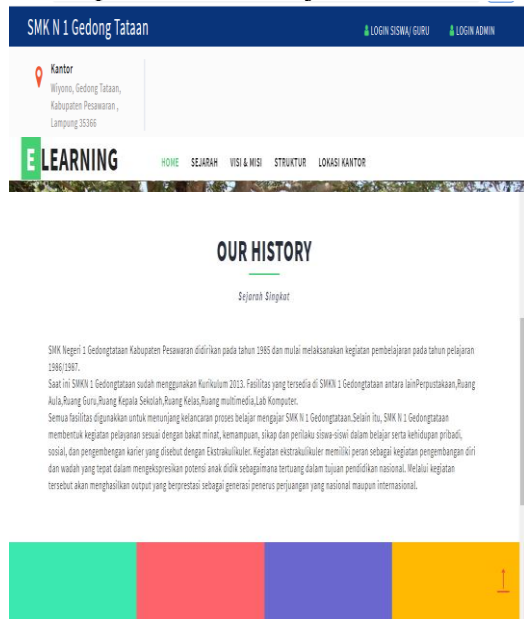 SMK N 1 Gedong Tataan
LOGIN SISWA/ GURU
LOGIN ADMIN
Kantor
Wiyono, Gedong Tataan,
Kabupaten Pesawaran ,
Lampung 35366
E LEARNING
HOME SEJARAH VISI & MISI STRUKTUR LOKASI KANTOR
OUR HISTORY
Sejarah Singkat
SMK Negeri 1 Gedongtataan Kabupaten Pesawaran didirikan pada tahun 1985 dan mulai melaksanakan kegiatan pembelajaran pada tahun pelajaran
1986/1987.
Saat ini SMKN 1 Gedongtataan sudah menggunakan Kurikulum 2013. Fasilitas yang tersedia di SMKN 1 Gedongtataan antara lainPerpustakaan,Ruang
Aula,Ruang Guru,Ruang Kepala Sekolah,Ruang Kelas,Ruang multimedia,Lab Komputer.
Semua fasilitas digunakkan untuk menunjang kelancaran proses belajar mengajar SMK N 1 Gedongtataan.Selain itu, SMK N 1 Gedongtataan
membentuk kegiatan pelayanan sesuai dengan bakat minat, kemampuan, sikap dan perilaku siswa-siswi dalam belajar serta kehidupan pribadi,
sosial, dan pengembengan karier yang disebut dengan Ekstrakulikuler. Kegiatan ekstrakulikuler memiliki peran sebagai kegiatan pengembangan diri
dan wadah yang tepat dalam mengekspresikan potensi anak didik sebagaimana tertuang dalam tujuan pendidikan nasional. Melalui kegiatan
tersebut akan menghasilkan output yang berprestasi sebagai generasi penerus perjuangan yang nasional maupun internasional.